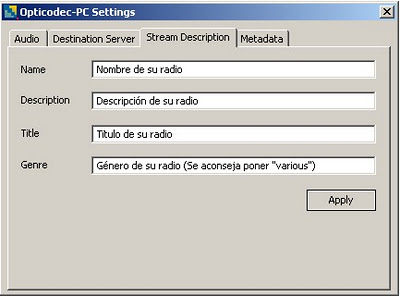 Opticodec-PC Settings
Audio Destination Server Stream Description Metadata
Name Nombre de su radio
Description Descripción de su radio
Title Título de su radio
Genre Género de su radio (Se aconseja poner "various")
Apply